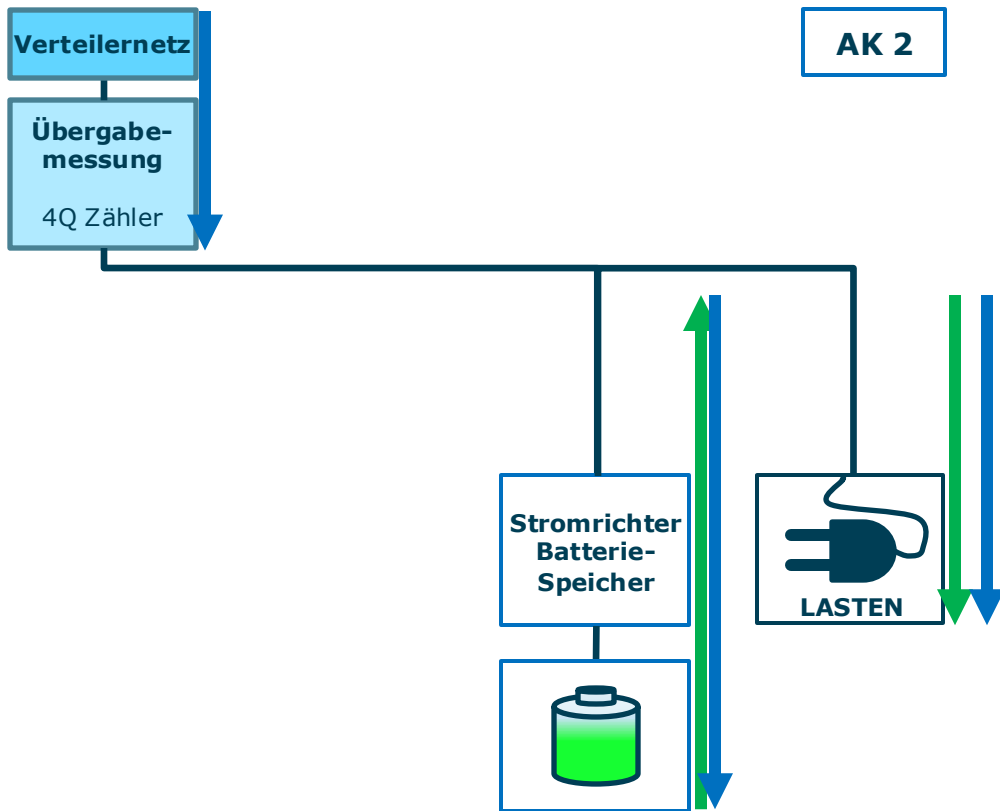 Verteilernetz
AK 2
Übergabe-
messung
4Q Zähler
Stromrichter
Batterie-
Speicher
LASTEN